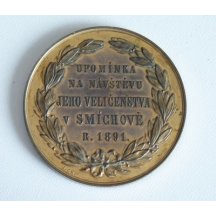 UPOMÍNKA
NA NÁVŠTĚVU
JEHO VELIČENSTVA
V SMÍCHOVĚ
R. 1891.